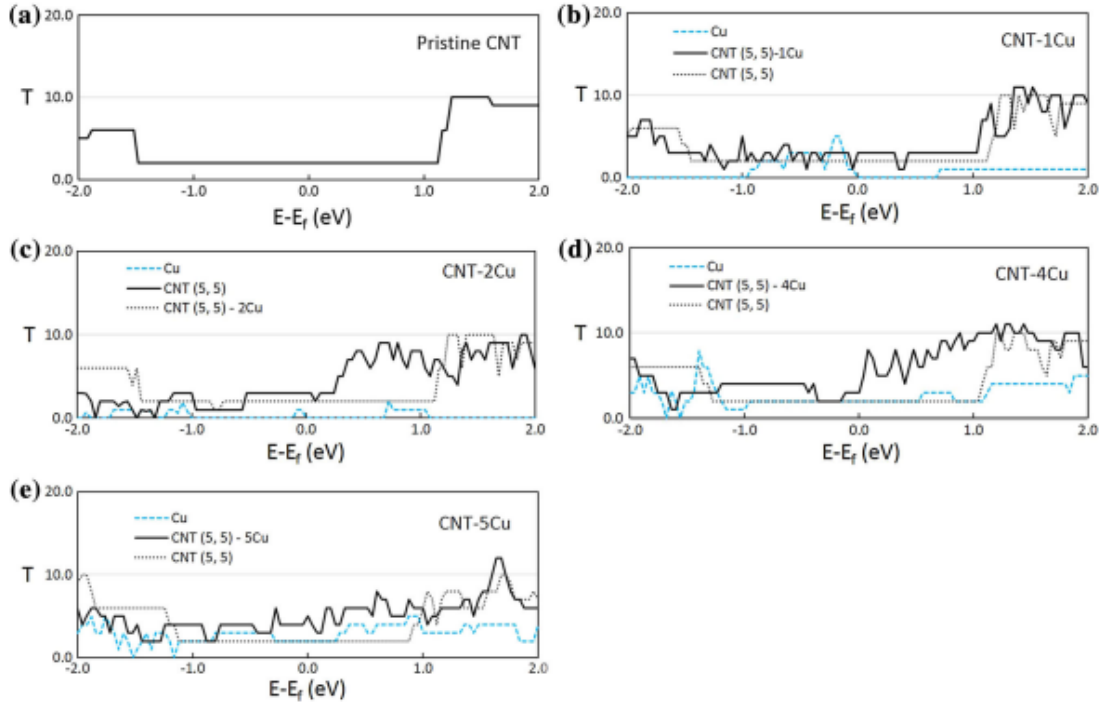 (a)
20.0
Pristine CNT
T
10.0
0.0
-2.0 -1.0 0.0 1.0 2.0
E-Ef (eV)
(b)
20.0
Cu
CNT (5, 5)-1Cu
CNT (5, 5)
CNT-1Cu
T
10.0
0.0
-2.0 -1.0 0.0 1.0 2.0
E-Ef (eV)
(c)
20.0
Cu
CNT (5, 5)
CNT (5, 5) - 2Cu
CNT-2Cu
T
10.0
0.0
-2.0 -1.0 0.0 1.0 2.0
E-Ef (eV)
(d)
20.0
Cu
CNT (5, 5) - 4Cu
CNT (5, 5)
CNT-4Cu
T
10.0
0.0
-2.0 -1.0 0.0 1.0 2.0
E-Ef (eV)
(e)
20.0
Cu
CNT (5, 5) - 5Cu
CNT (5, 5)
CNT-5Cu
T
10.0
0.0
-2.0 -1.0 0.0 1.0 2.0
E-Ef (eV)